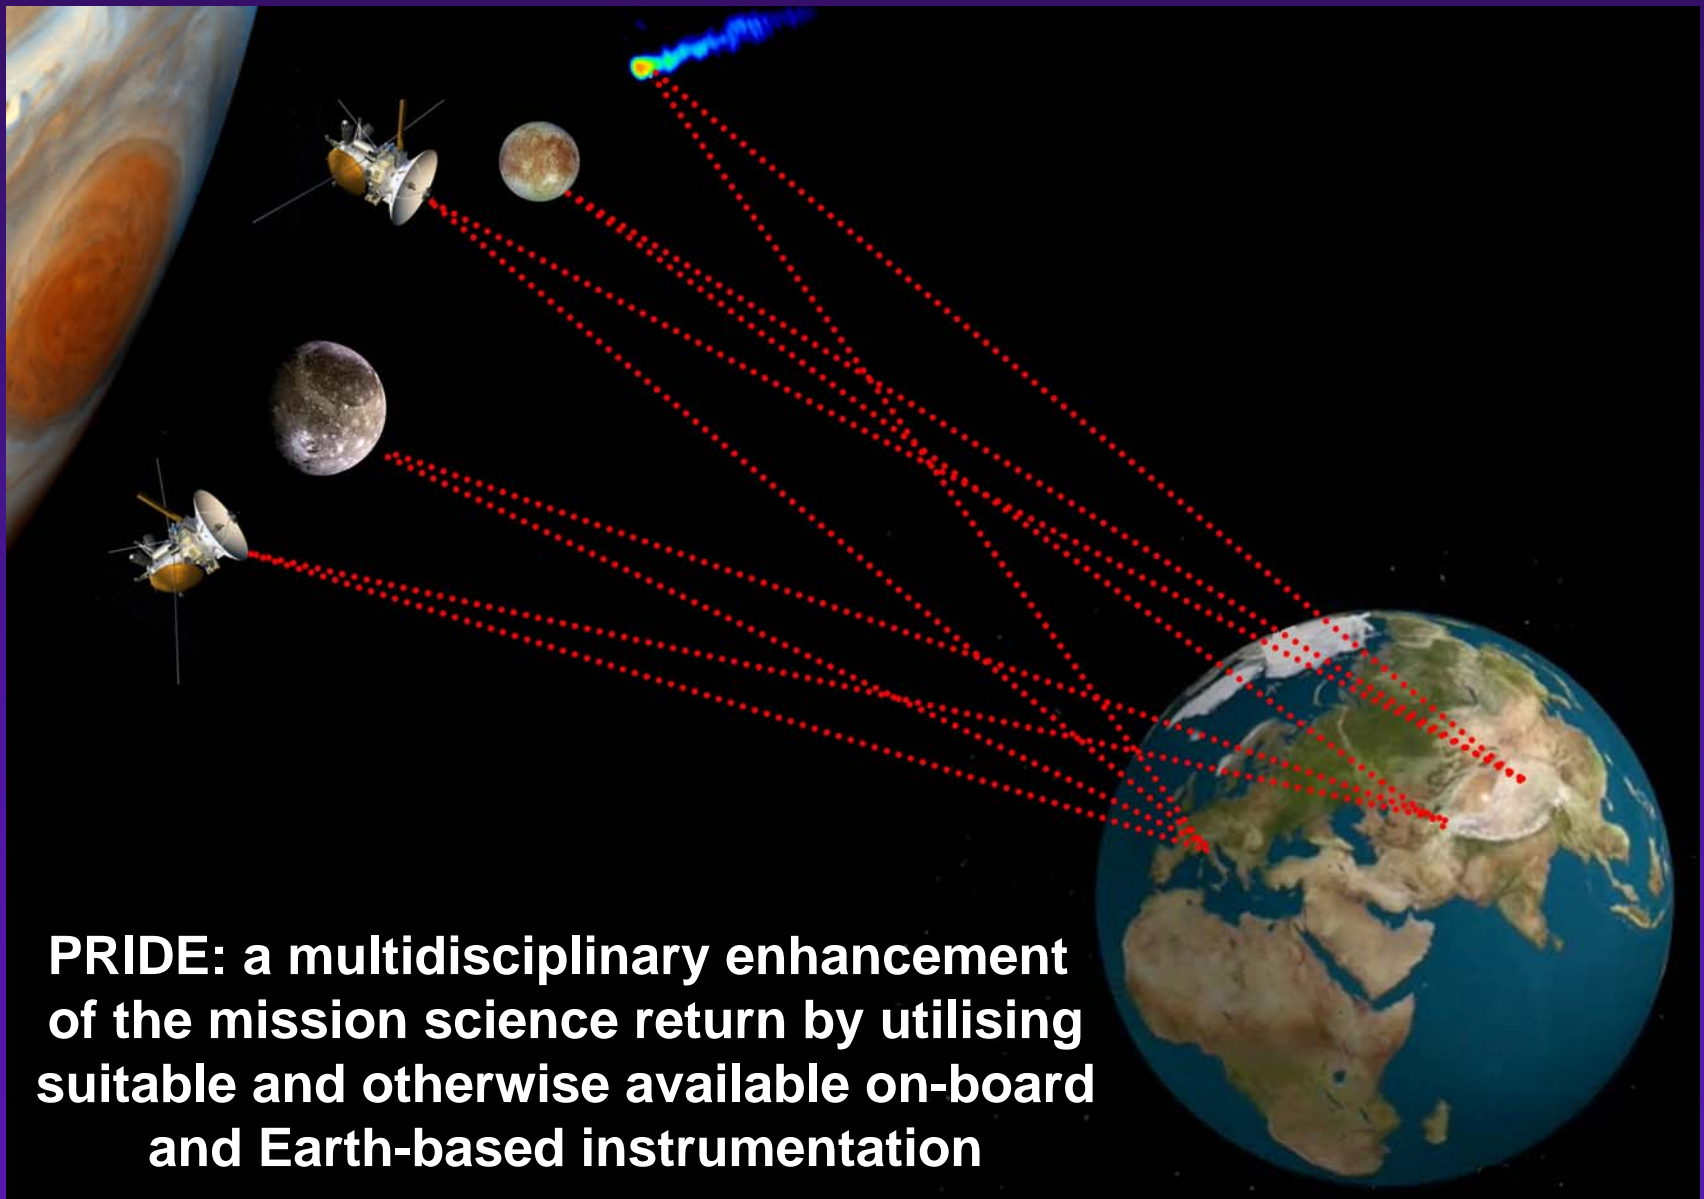 PRIDE: a multidisciplinary enhancement
of the mission science return by utilising
suitable and otherwise available on-board
and Earth-based instrumentation